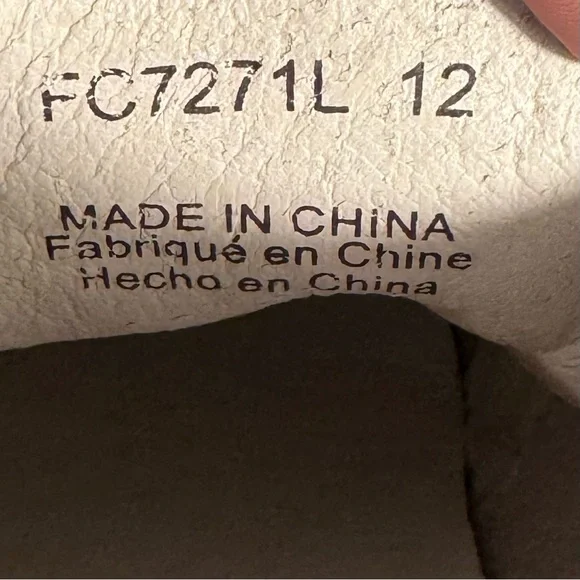 FC7271L 12
MADE IN CHINA
Fabriqué en Chine
Hecho en China